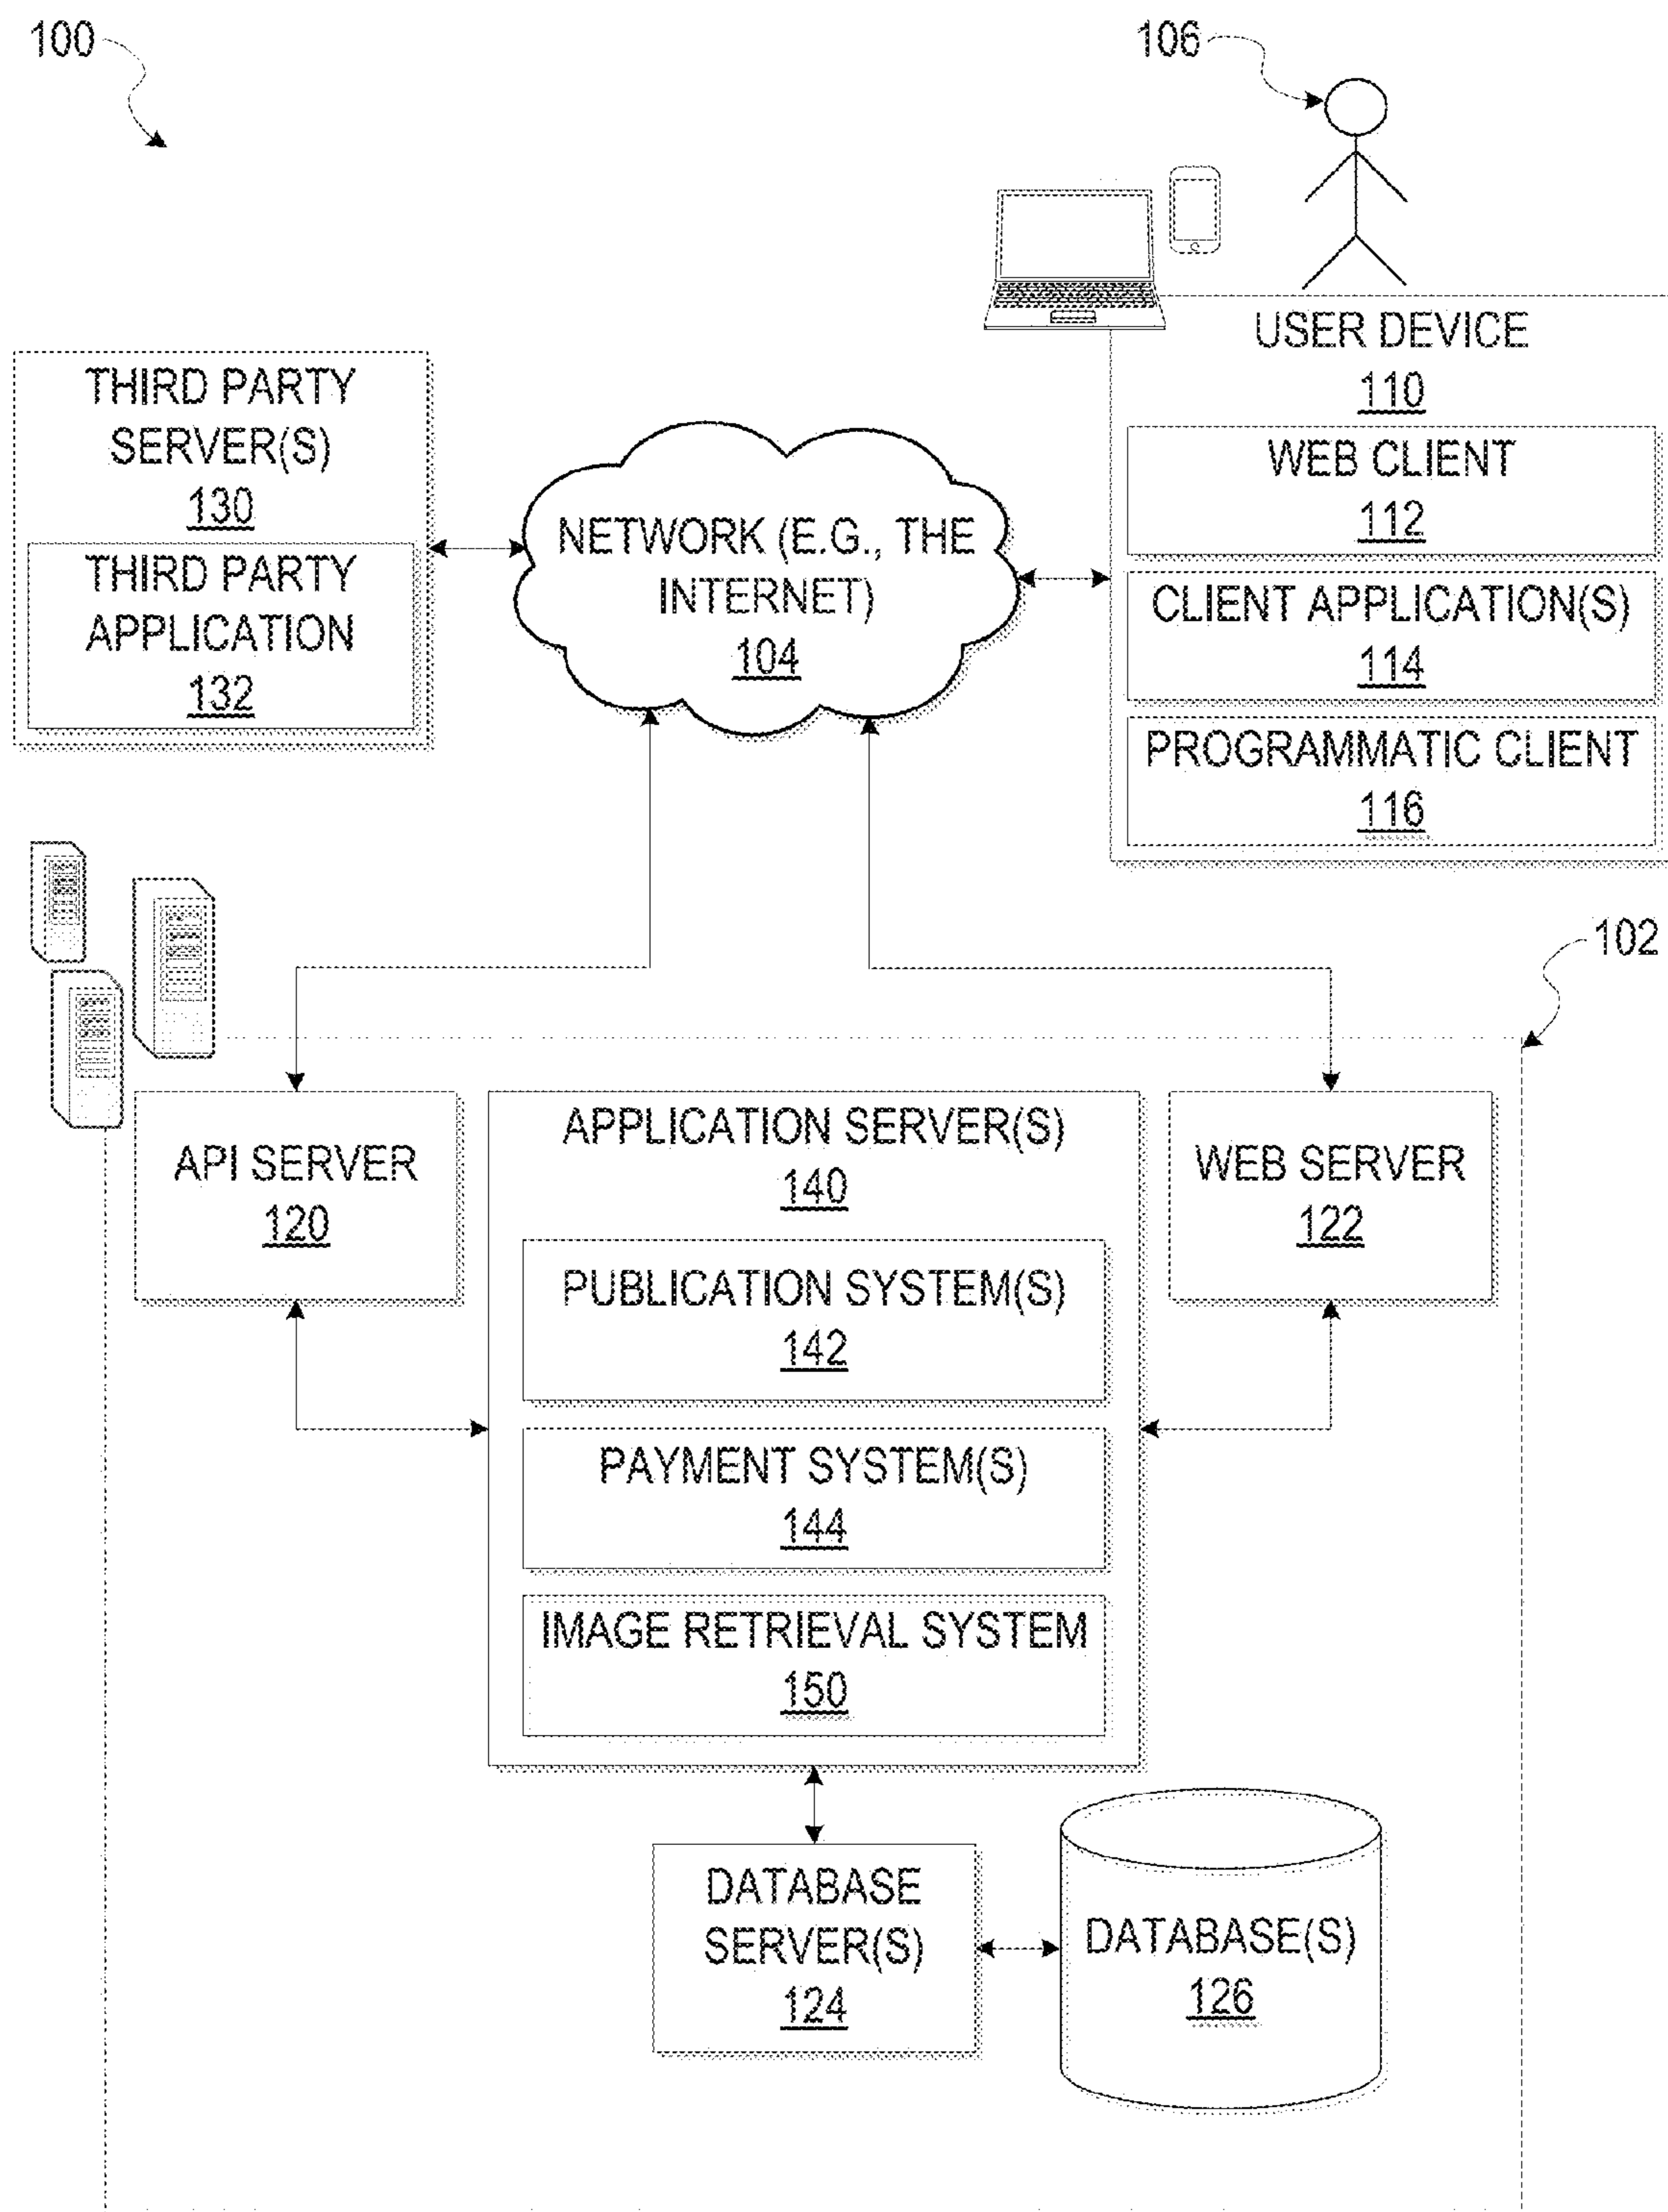 100
106
USER DEVICE
110
WEB CLIENT
112
CLIENT APPLICATION(S)
114
PROGRAMMATIC CLIENT
116
THIRD PARTY
SERVER(S)
130
THIRD PARTY
APPLICATION
132
NETWORK (E.G., THE
INTERNET)
104
102
API SERVER
120
APPLICATION SERVER(S)
140
PUBLICATION SYSTEM(S)
142
PAYMENT SYSTEM(S)
144
IMAGE RETRIEVAL SYSTEM
150
WEB SERVER
122
DATABASE
SERVER(S)
124
DATABASE(S)
126